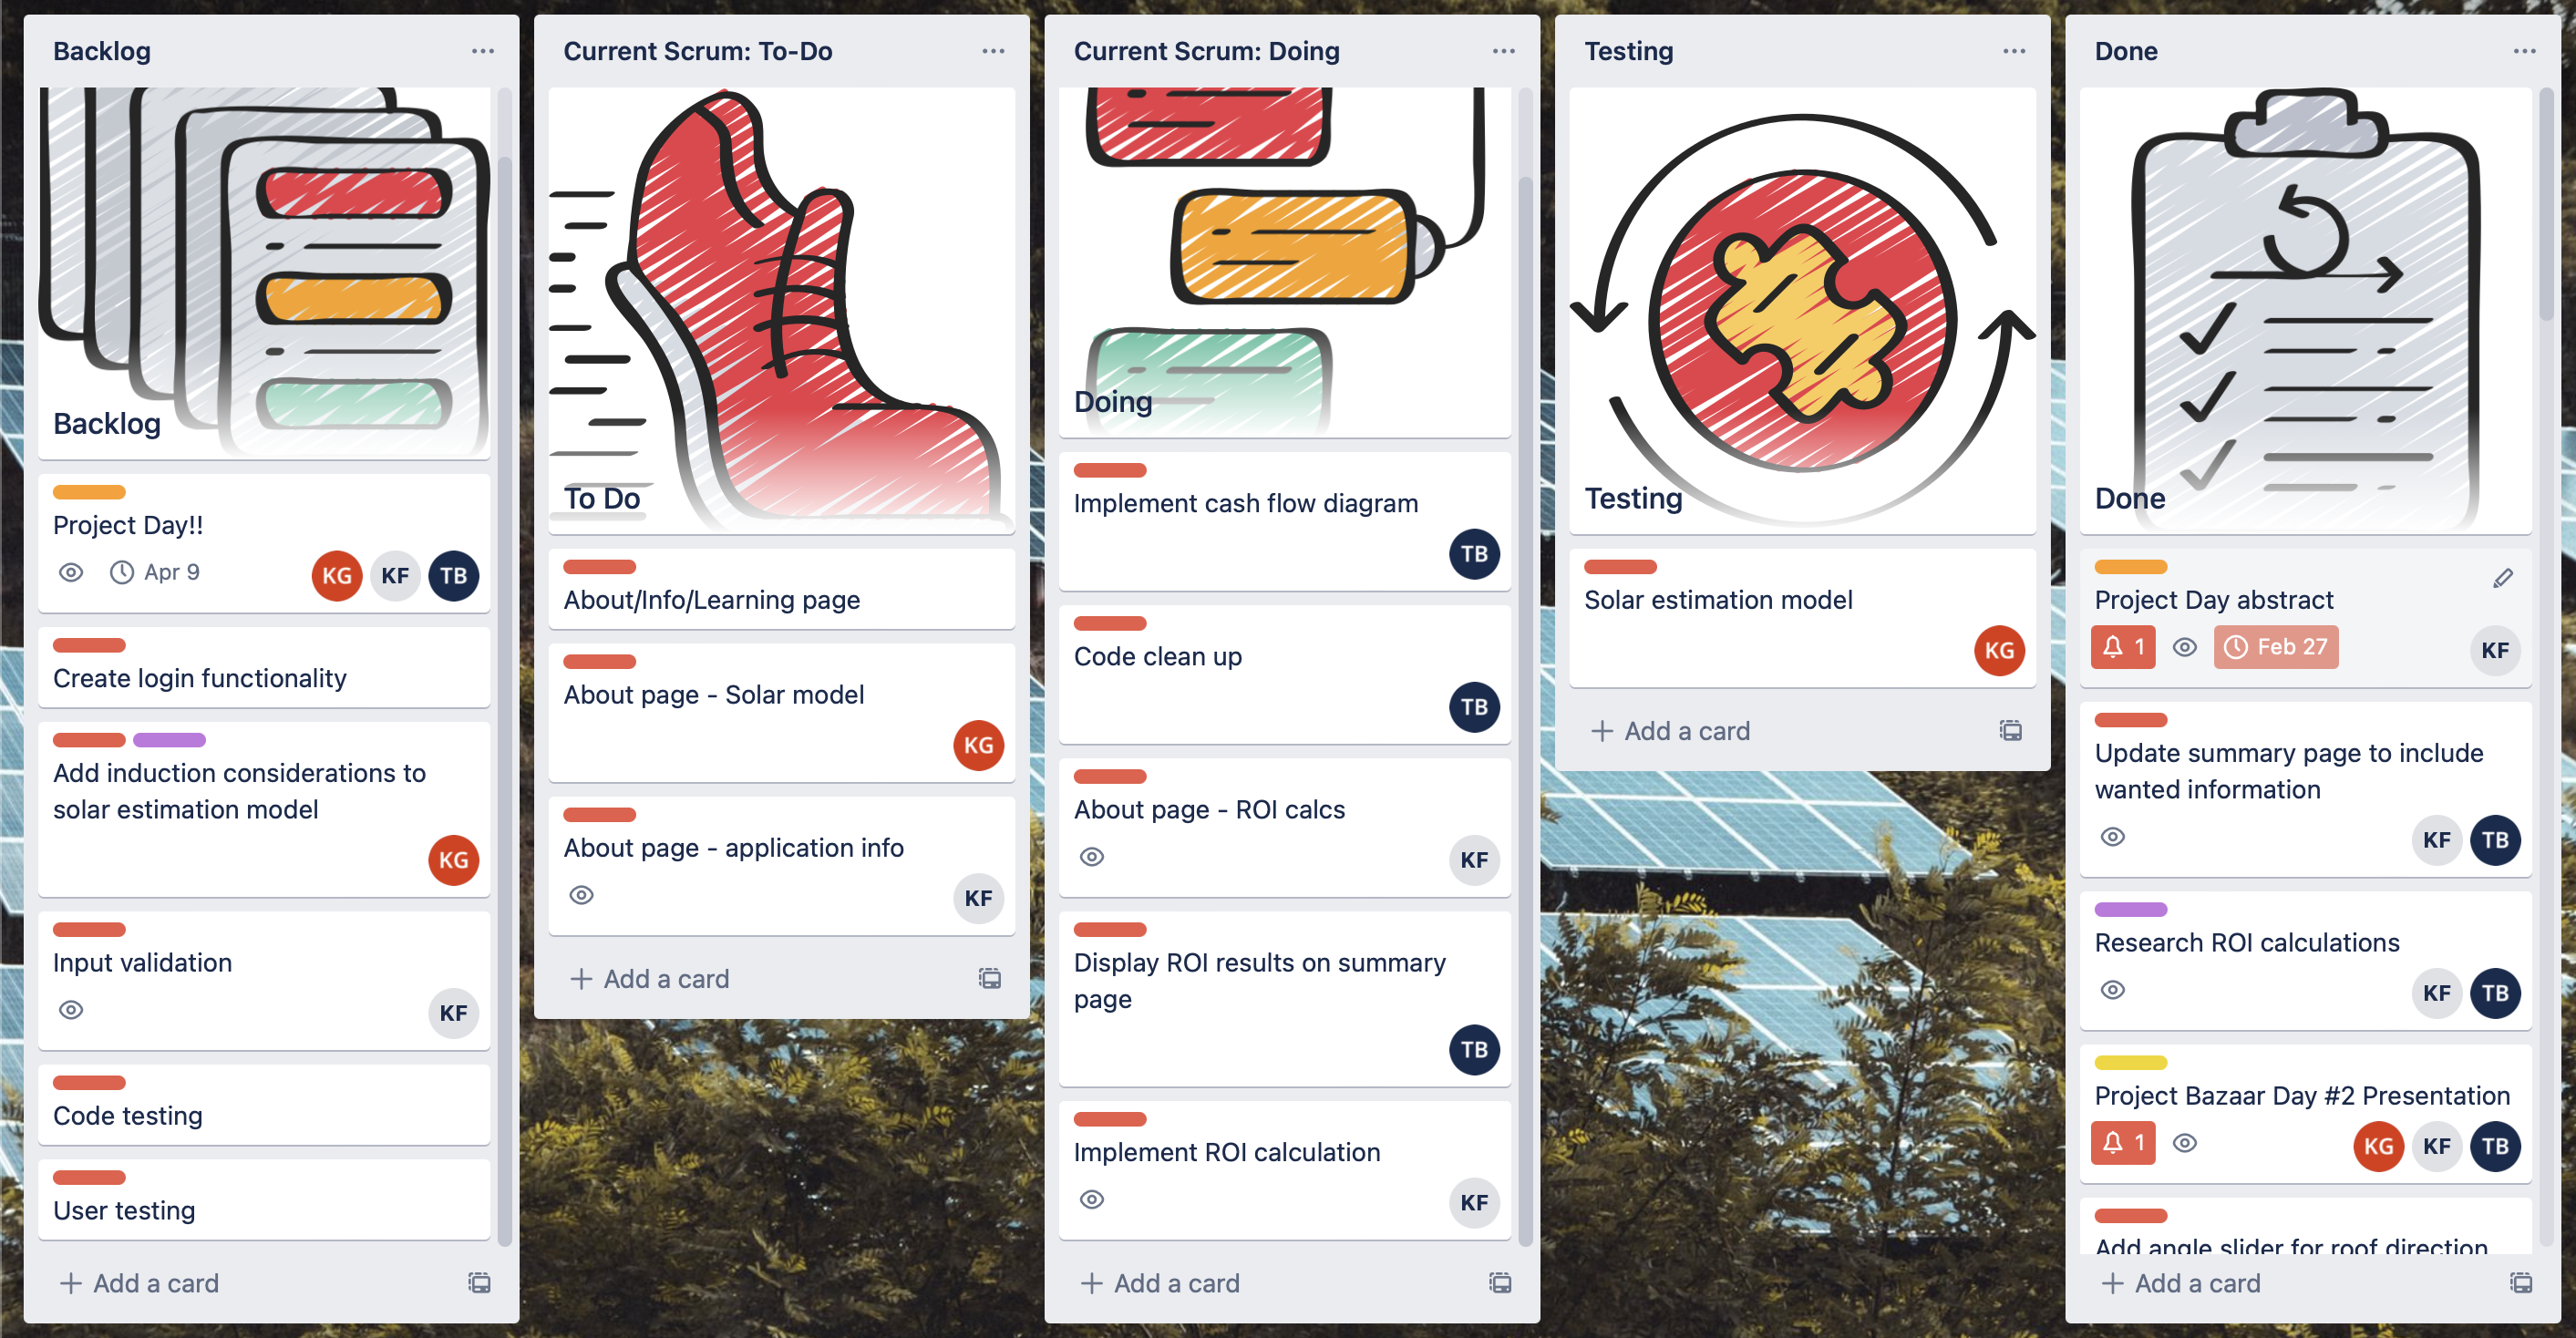 Backlog
Backlog
Project Day!!
Apr 9
KG KF TB
Create login functionality
Add induction considerations to
solar estimation model
KG
Input validation
KF
Code testing
User testing
Add a card
Current Scrum: To-Do
To Do
About/Info/Learning page
About page - Solar model
KG
About page - application info
KF
Add a card
Current Scrum: Doing
Doing
Implement cash flow diagram
TB
Code clean up
TB
About page - ROI calcs
KF
Display ROI results on summary
page
TB
Implement ROI calculation
KF
Add a card
Testing
Testing
Solar estimation model
KG
Add a card
Done
Done
Project Day abstract
1 Feb 27 KF
Update summary page to include
wanted information
KF TB
Research ROI calculations
KF TB
Project Bazaar Day #2 Presentation
1 KG KF TB
Add angle slider for roof direction
Add a card